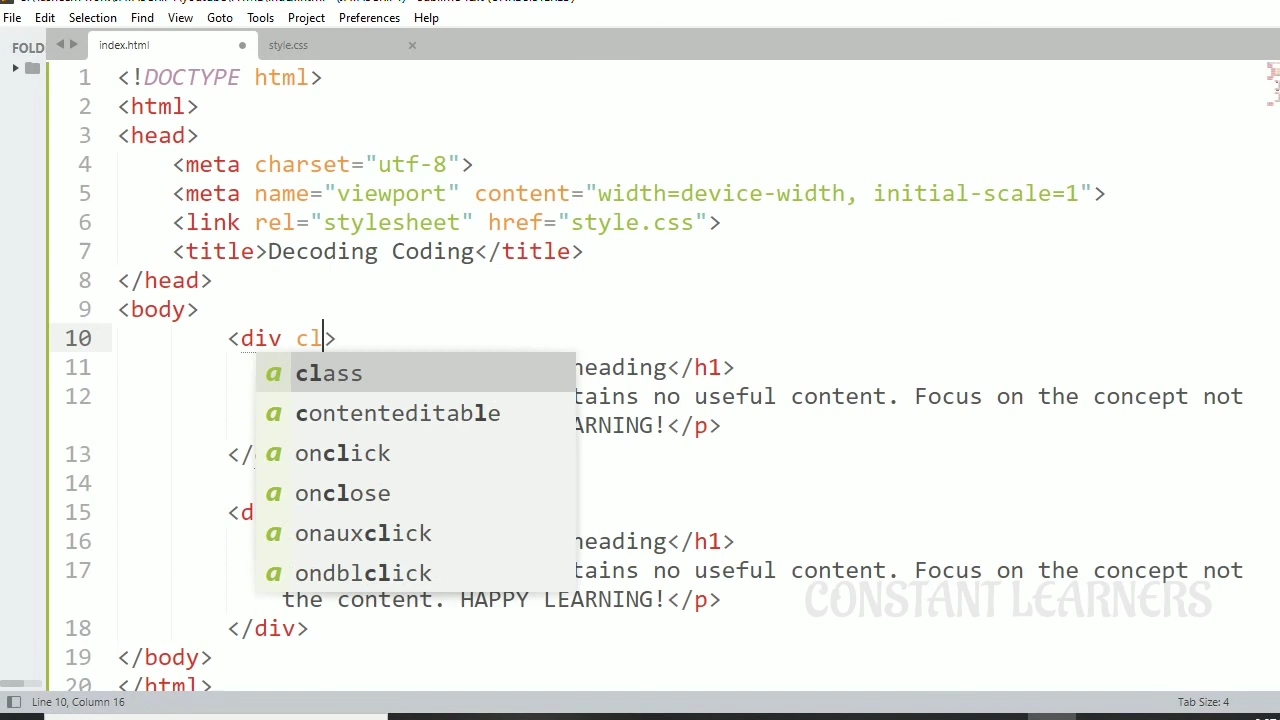 File Edit Selection Find View Goto Tools Project Preferences Help
FOLD
index.html style.css
1 <!DOCTYPE html>
2 <html>
3 <head>
4 <meta charset="utf-8">
5 <meta name="viewport" content="width=device-width, initial-scale=1">
6 <link rel="stylesheet" href="style.css">
7 <title>Decoding Coding</title>
8 </head>
9 <body>
10 <div cl>
a class
11 heading</h1>
12 tains no useful content. Focus on the concept not
a contenteditable
ARNING!</p>
13 </
a onclick
14
a onclose
15 <d
a onauxclick
16 heading</h1>
17 tains no useful content. Focus on the concept not
a ondblclick
the content. HAPPY LEARNING!</p>
CONSTANT LEARNERS
18 </div>
19 </body>
20 </html>
Line 10, Column 16 Tab Size: 4